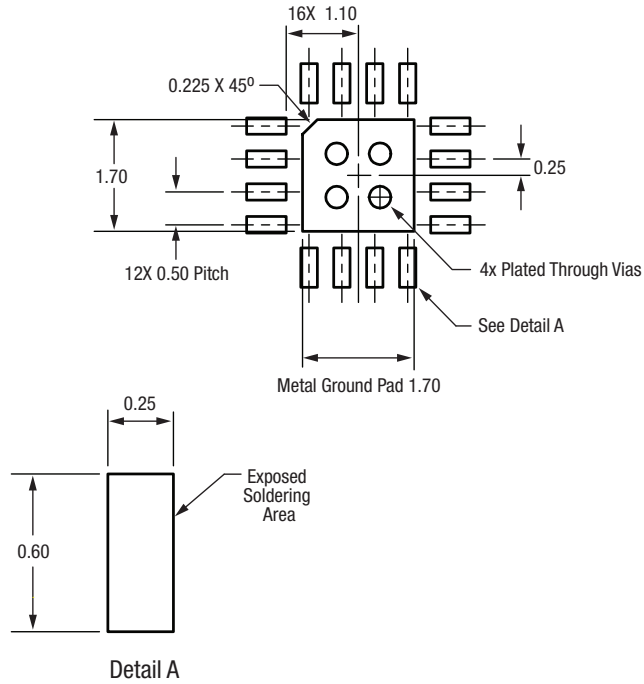 16X 1.10
0.225 X 45º
1.70
0.25
12X 0.50 Pitch
4x Plated Through Vias
See Detail A
Metal Ground Pad 1.70
0.25
Exposed
Soldering
Area
0.60
Detail A